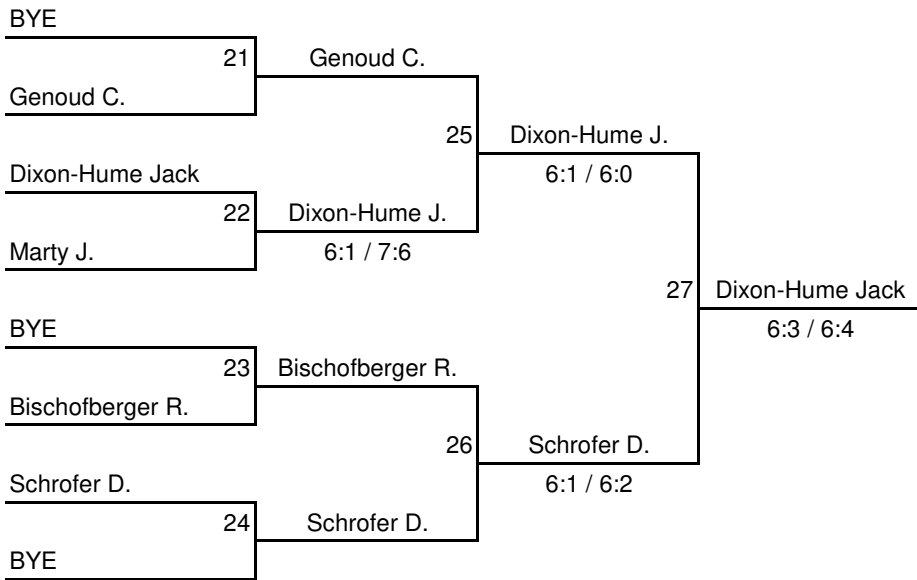 BYE
21
Genoud C.
Genoud C.
25
Dixon-Hume J.
6:1 / 6:0
Dixon-Hume Jack
22
Dixon-Hume J.
Marty J.
6:1 / 7:6
27
Dixon-Hume Jack
6:3 / 6:4
BYE
23
Bischofberger R.
Bischofberger R.
26
Schrofer D.
6:1 / 6:2
Schrofer D.
24
Schrofer D.
BYE